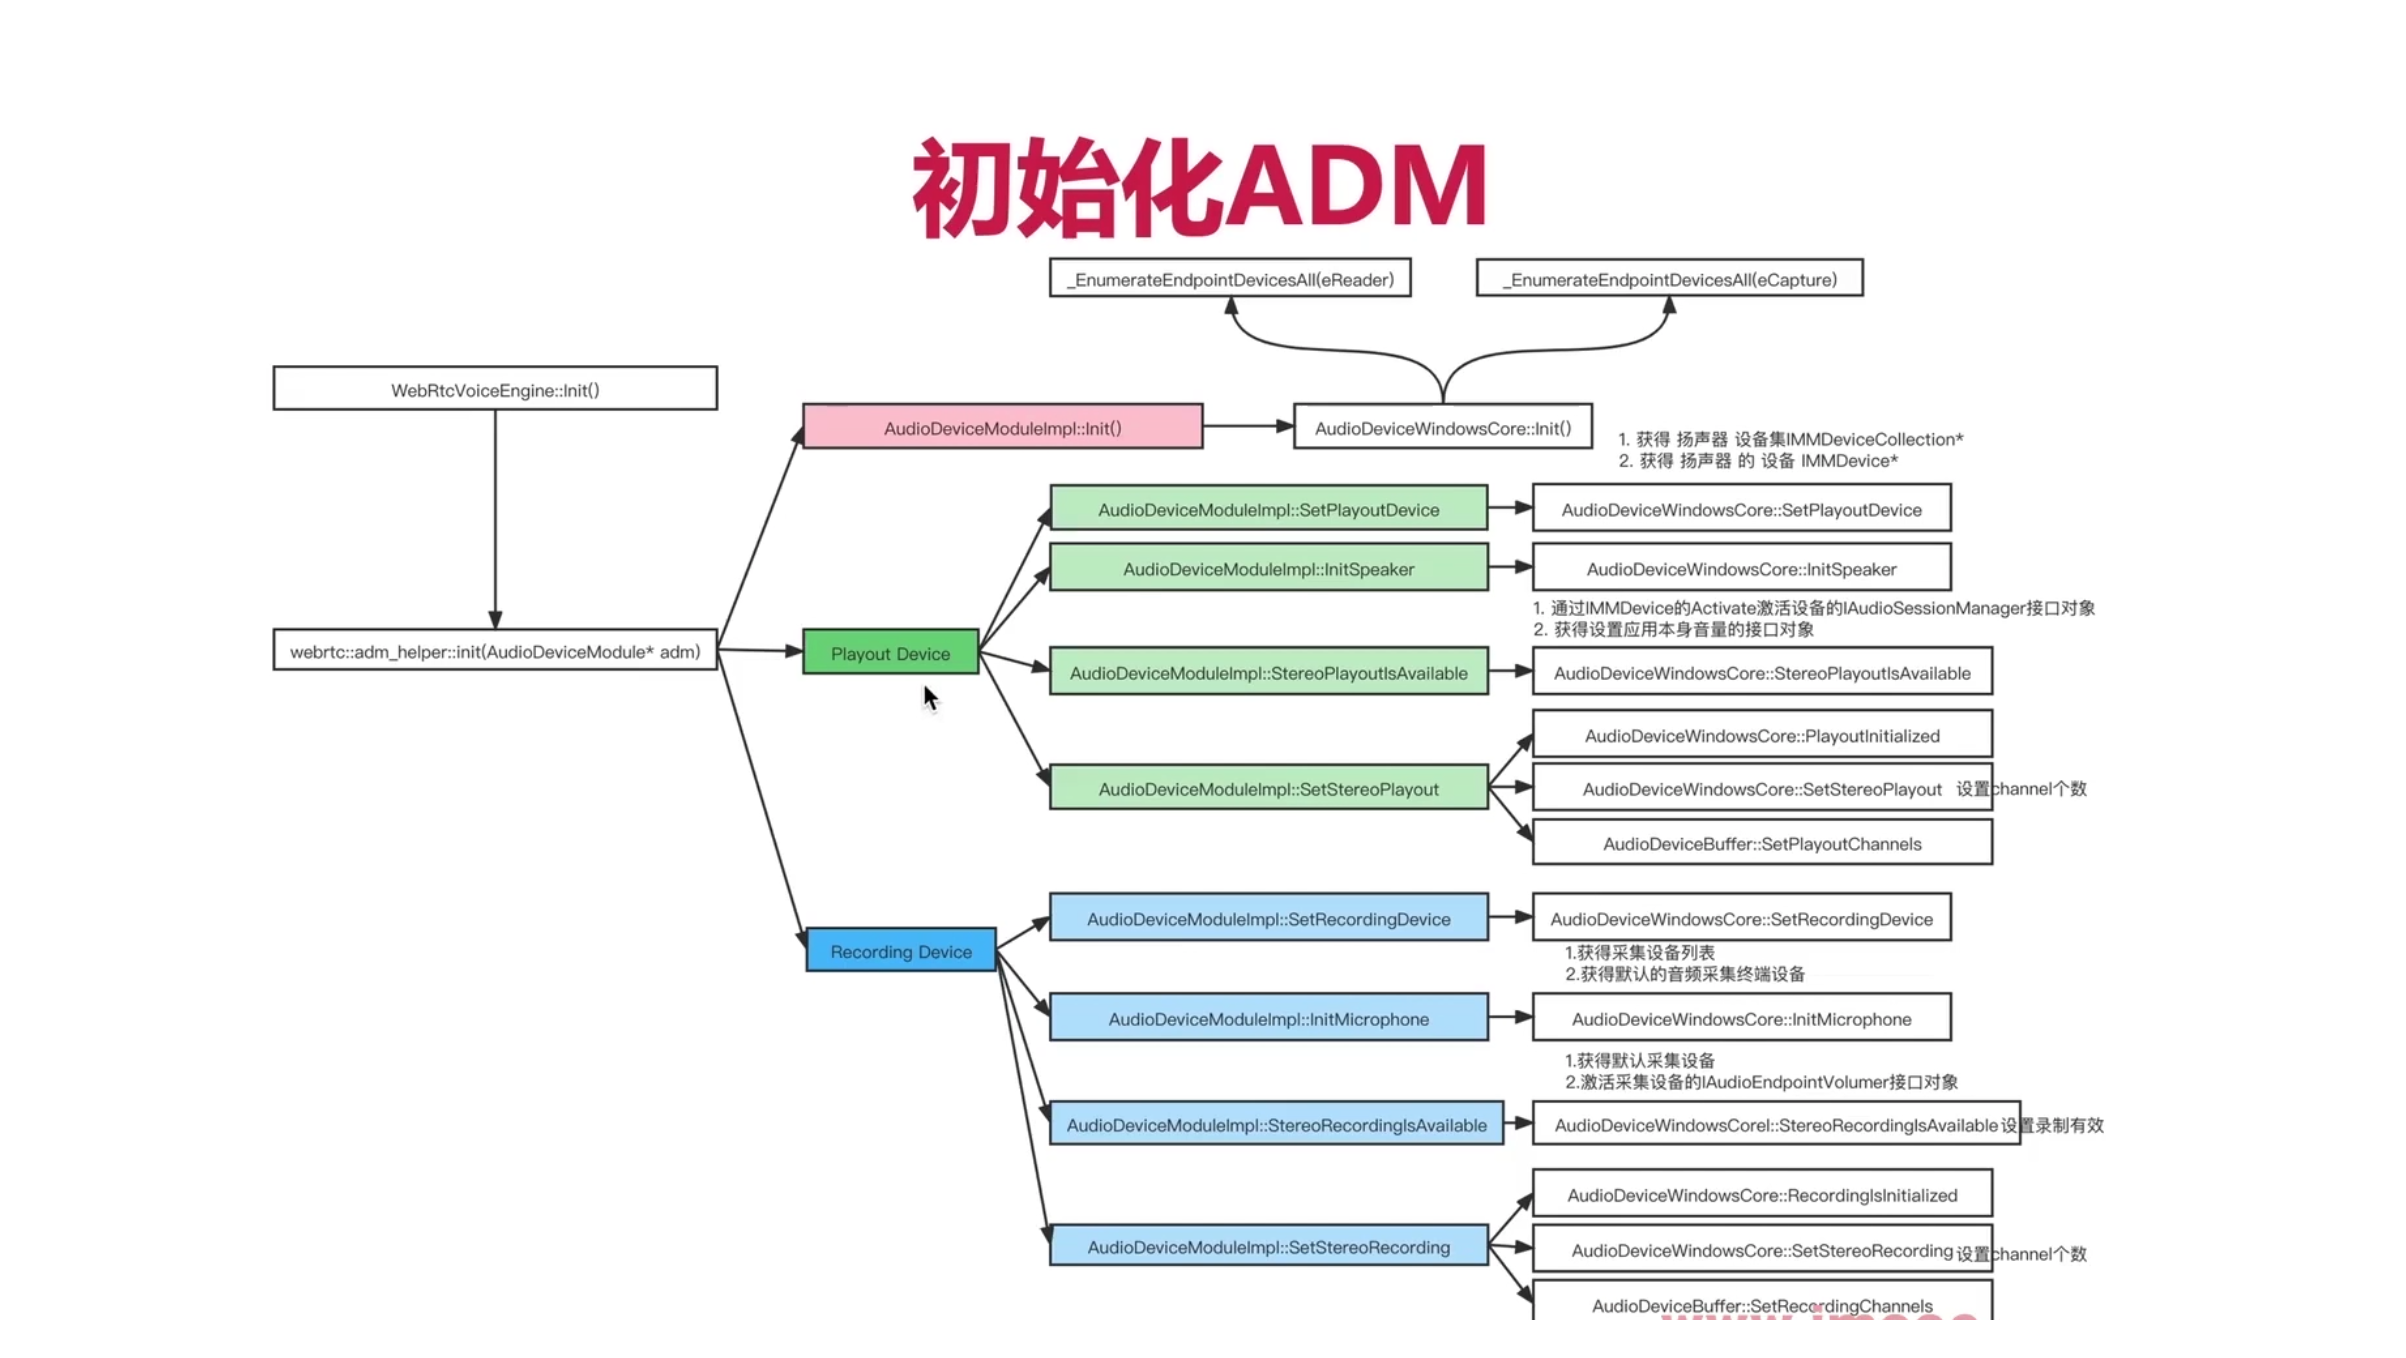 初始化ADM
_EnumerateEndpointDevicesAll(eReader)
_EnumerateEndpointDevicesAll(eCapture)
WebRtcVoiceEngine::Init()
AudioDeviceModuleImpl::Init()
AudioDeviceWindowsCore::Init()
1. 获得 扬声器 设备集IMMDeviceCollection*
2. 获得 扬声器 的 设备 IMMDevice*
AudioDeviceModuleImpl::SetPlayoutDevice
AudioDeviceWindowsCore::SetPlayoutDevice
AudioDeviceModuleImpl::InitSpeaker
AudioDeviceWindowsCore::InitSpeaker
1. 通过IMMDevice的Activate激活设备的IAudioSessionManager接口对象
2. 获得设置应用本身音量的接口对象
webrtc::adm_helper::init(AudioDeviceModule* adm)
Playout Device
AudioDeviceModuleImpl::StereoPlayoutIsAvailable
AudioDeviceWindowsCore::StereoPlayoutIsAvailable
AudioDeviceWindowsCore::PlayoutInitialized
AudioDeviceModuleImpl::SetStereoPlayout
AudioDeviceWindowsCore::SetStereoPlayout 设置channel个数
AudioDeviceBuffer::SetPlayoutChannels
AudioDeviceModuleImpl::SetRecordingDevice
AudioDeviceWindowsCore::SetRecordingDevice
Recording Device
1.获得采集设备列表
2.获得默认的音频采集终端设备
AudioDeviceModuleImpl::InitMicrophone
AudioDeviceWindowsCore::InitMicrophone
1.获得默认采集设备
2.激活采集设备的IAudioEndpointVolumer接口对象
AudioDeviceModuleImpl::StereoRecordingIsAvailable
AudioDeviceWindowsCorel::StereoRecordingIsAvailable 设置录制有效
AudioDeviceWindowsCore::RecordingIsInitialized
AudioDeviceModuleImpl::SetStereoRecording
AudioDeviceWindowsCore::SetStereoRecording 设置channel个数
AudioDeviceBuffer::SetRecordingChannels